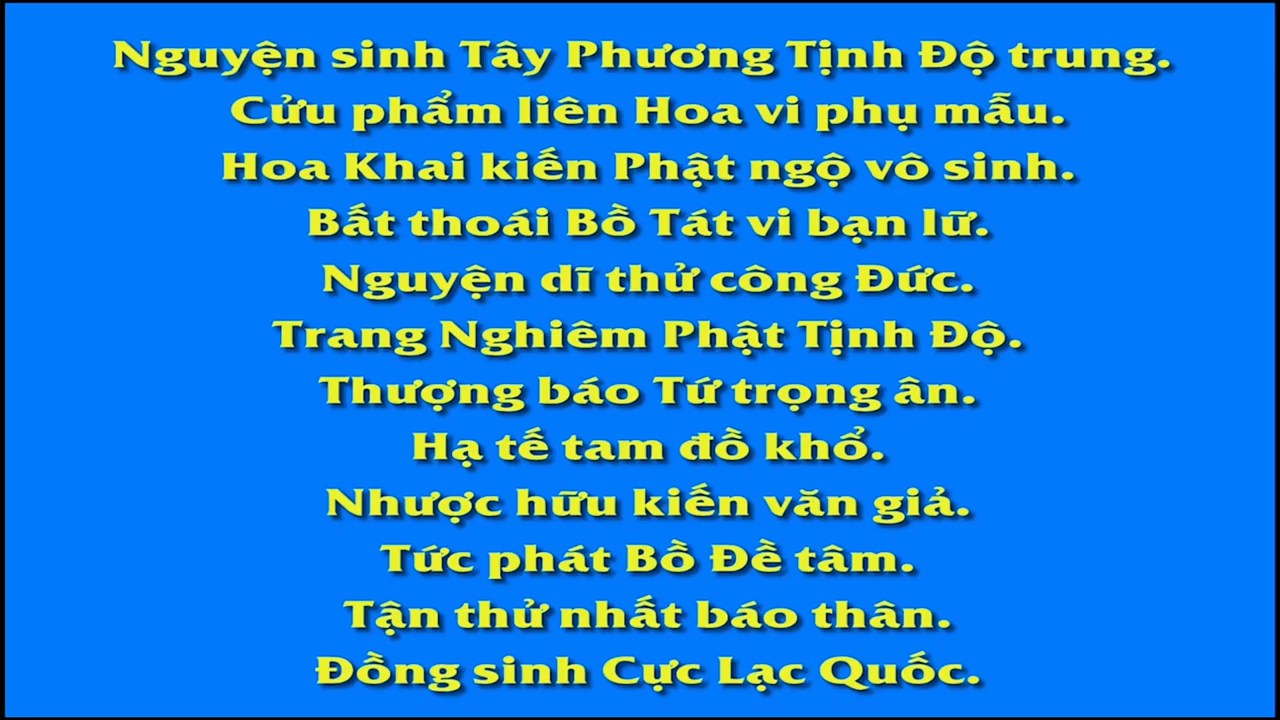 Nguyện sinh Tây Phương Tịnh Độ trung.
Cửu phẩm liên Hoa vi phụ mẫu.
Hoa Khai kiến Phật ngộ vô sinh.
Bất thoái Bồ Tát vi bạn lữ.
Nguyện dĩ thử công Đức.
Trang Nghiêm Phật Tịnh Độ.
Thượng báo Tứ trọng ân.
Hạ tế tam đồ khổ.
Nhược hữu kiến văn giả.
Tức phát Bồ Đề tâm.
Tận thử nhất báo thân.
Đồng sinh Cực Lạc Quốc.